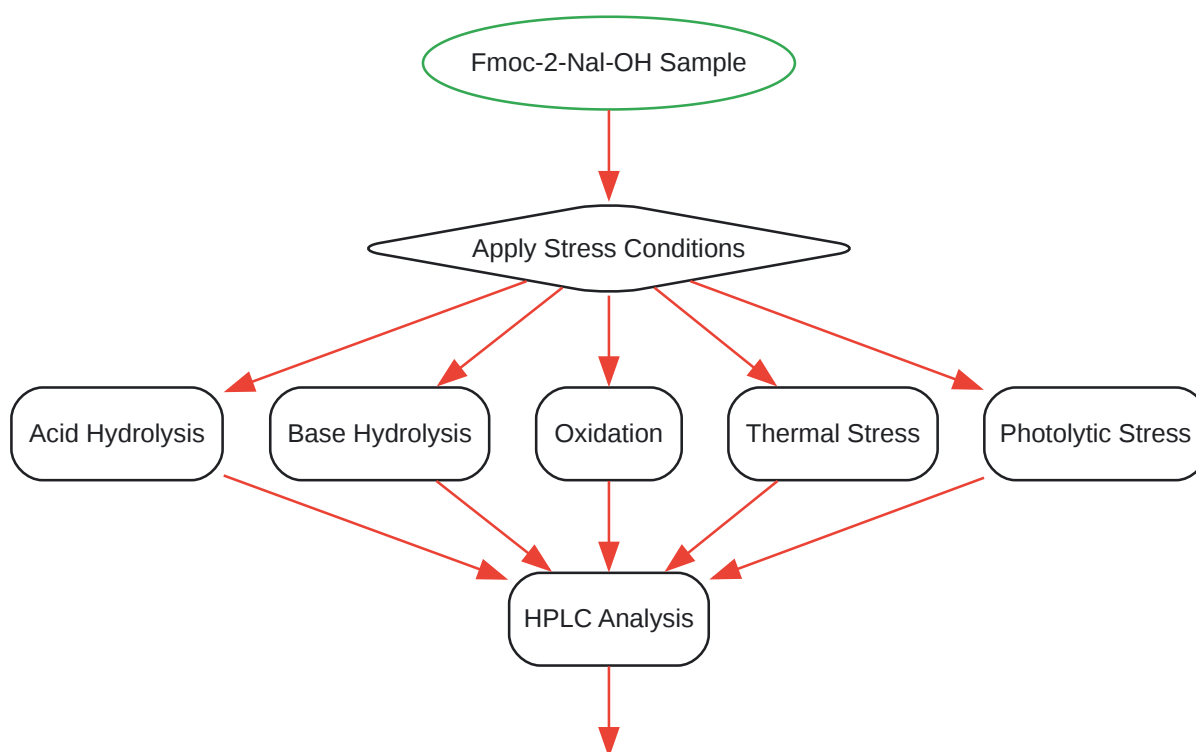 Fmoc-2-Nal-OH Sample
Apply Stress Conditions
Acid Hydrolysis
Base Hydrolysis
Oxidation
Thermal Stress
Photolytic Stress
HPLC Analysis